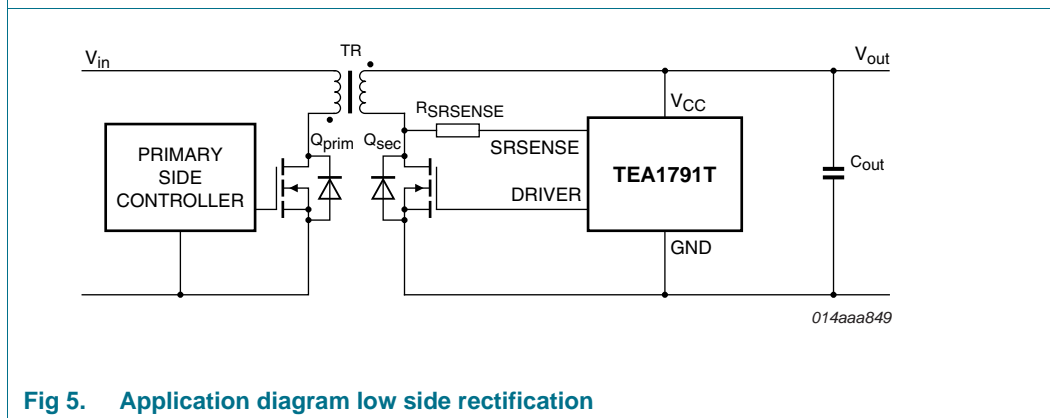 TR
Vin
Vout
VCC
RSRSENSE
Qprim
Qsec
SRSENSE
PRIMARY
SIDE
CONTROLLER
TEA1791T
Cout
DRIVER
GND
014aaa849
Fig 5. Application diagram low side rectification